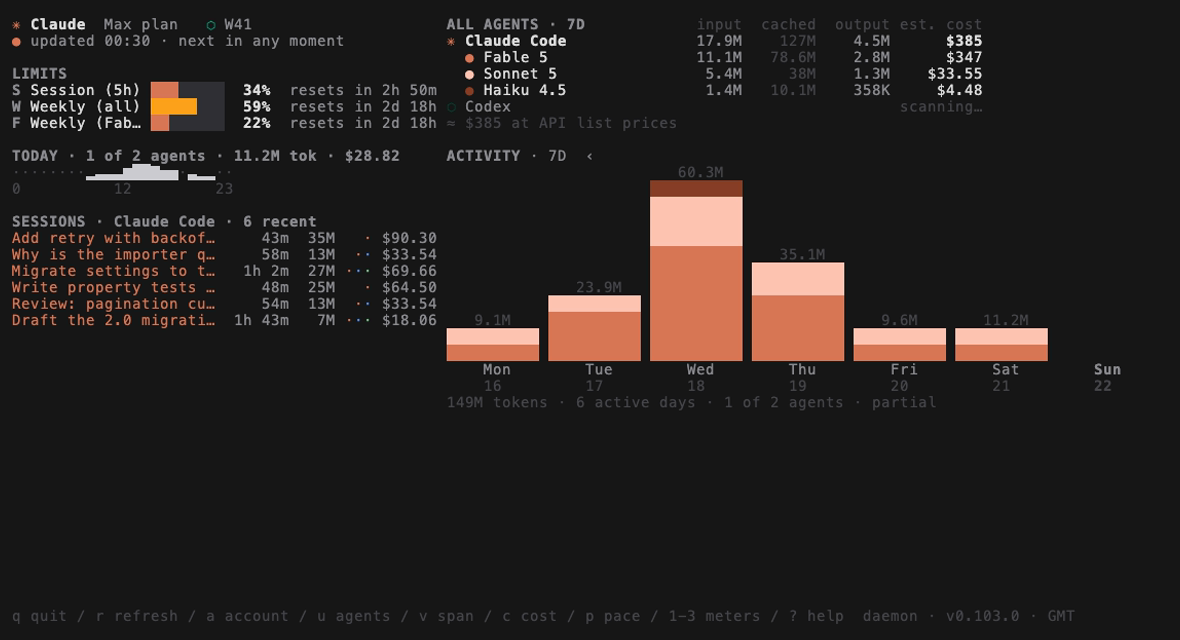 ✳ Claude  Max plan  ⬡ W41
● updated 00:30 · next in any moment
LIMITS
S Session (5h) 34% resets in 2h 50m
W Weekly (all) 59% resets in 2d 18h
F Weekly (Fab… 22% resets in 2d 18h
TODAY · 1 of 2 agents · 11.2M tok · $28.82
0 12 23
SESSIONS · Claude Code · 6 recent
Add retry with backof… 43m 35M · $90.30
Why is the importer q… 58m 13M ·· $33.54
Migrate settings to t… 1h 2m 27M ··· $69.66
Write property tests … 48m 25M · $64.50
Review: pagination cu… 54m 13M ·· $33.54
Draft the 2.0 migrati… 1h 43m 7M ··· $18.06
ALL AGENTS · 7D input cached output est. cost
✳ Claude Code 17.9M 127M 4.5M $385
● Fable 5 11.1M 78.6M 2.8M $347
● Sonnet 5 5.4M 38M 1.3M $33.55
● Haiku 4.5 1.4M 10.1M 358K $4.48
⬡ Codex scanning…
≈ $385 at API list prices
ACTIVITY · 7D ‹
9.1M 23.9M 60.3M 35.1M 9.6M 11.2M
Mon Tue Wed Thu Fri Sat Sun
16 17 18 19 20 21 22
149M tokens · 6 active days · 1 of 2 agents · partial
q quit / r refresh / a account / u agents / v span / c cost / p pace / 1-3 meters / ? help  daemon · v0.103.0 · GMT